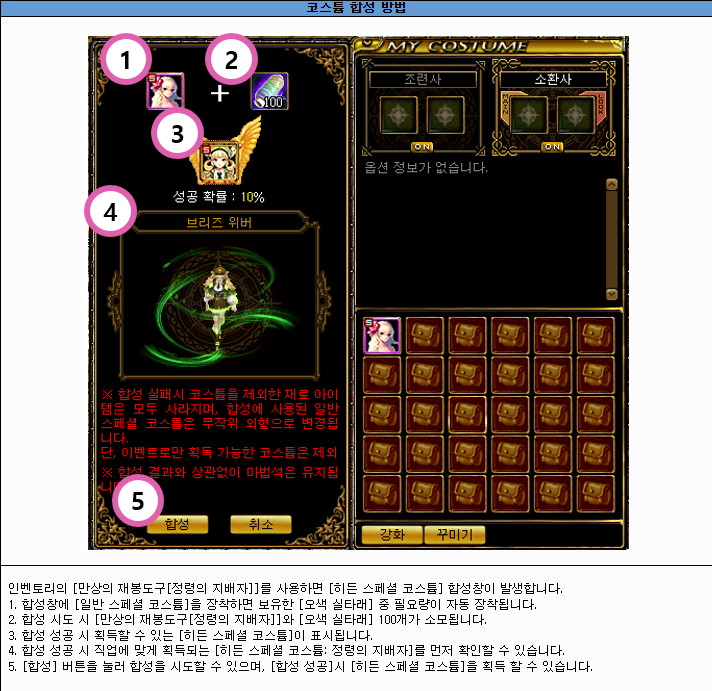 코스튬 합성 방법
1
2
S
+
100
3
S
성공 확률 : 10%
4
브리즈 위버
※ 합성 실패시 코스튬을 제외한 재료 아이
템은 모두 사라지며, 합성에 사용된 일반
스페셜 코스튬은 무작위 외형으로 변경됩
니다.
단, 이벤트로만 획득 가능한 코스튬은 제외
※ 합성 결과와 상관없이 마법석은 유지됩
니
5
합성
취소
MY COSTUME
조련사
소환사
MAIN
LOOK
ON
ON
옵션 정보가 없습니다.
S
강화
꾸미기
인벤토리의 [만상의 재봉도구[정령의 지배자]]를 사용하면 [히든 스페셜 코스튬] 합성창이 발생합니다.
1. 합성창에 [일반 스페셜 코스튬]을 장착하면 보유한 [오색 실타래] 중 필요량이 자동 장착됩니다.
2. 합성 시도 시 [만상의 재봉도구[정령의 지배자]]와 [오색 실타래] 100개가 소모됩니다.
3. 합성 성공 시 획득할 수 있는 [히든 스페셜 코스튬]이 표시됩니다.
4. 합성 성공 시 직업에 맞게 획득되는 [히든 스페셜 코스튬: 정령의 지배자]를 먼저 확인할 수 있습니다.
5. [합성] 버튼을 눌러 합성을 시도할 수 있으며, [합성 성공]시 [히든 스페셜 코스튬]을 획득 할 수 있습니다.